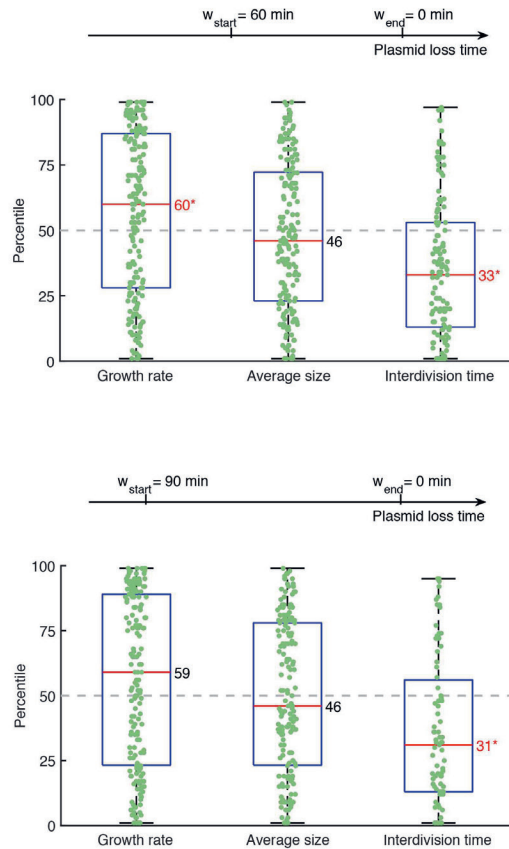 w_start = 60 min w_end = 0 min
Plasmid loss time
100
75
50
25
0
Percentile
60*
46
33*
Growth rate Average size Interdivision time
w_start = 90 min w_end = 0 min
Plasmid loss time
100
75
50
25
0
Percentile
59
46
31*
Growth rate Average size Interdivision time